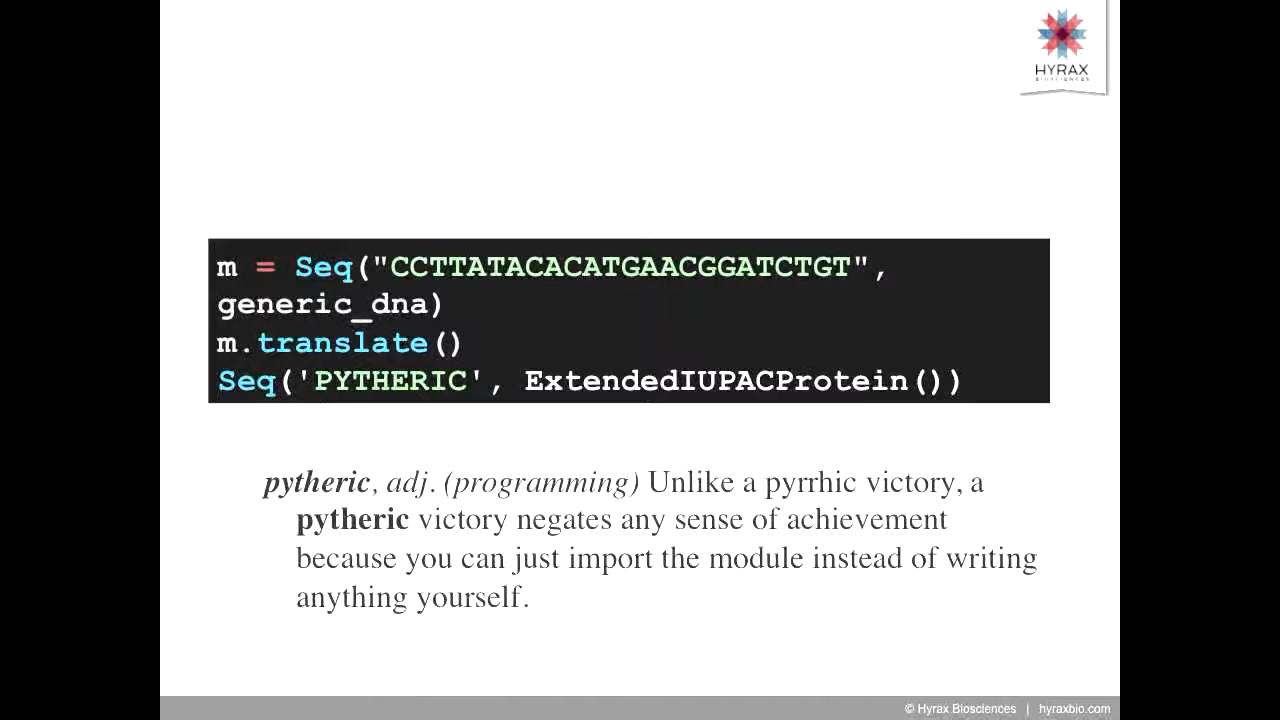 HYRAX
BIOSCIENCES
m = Seq("CCTTATACACATGAACGGATCTGT",
generic_dna)
m.translate()
Seq('PYTHERIC', ExtendedIUPACProtein())
pytheric, adj. (programming) Unlike a pyrrhic victory, a
pytheric victory negates any sense of achievement
because you can just import the module instead of writing
anything yourself.
© Hyrax Biosciences | hyraxbio.com